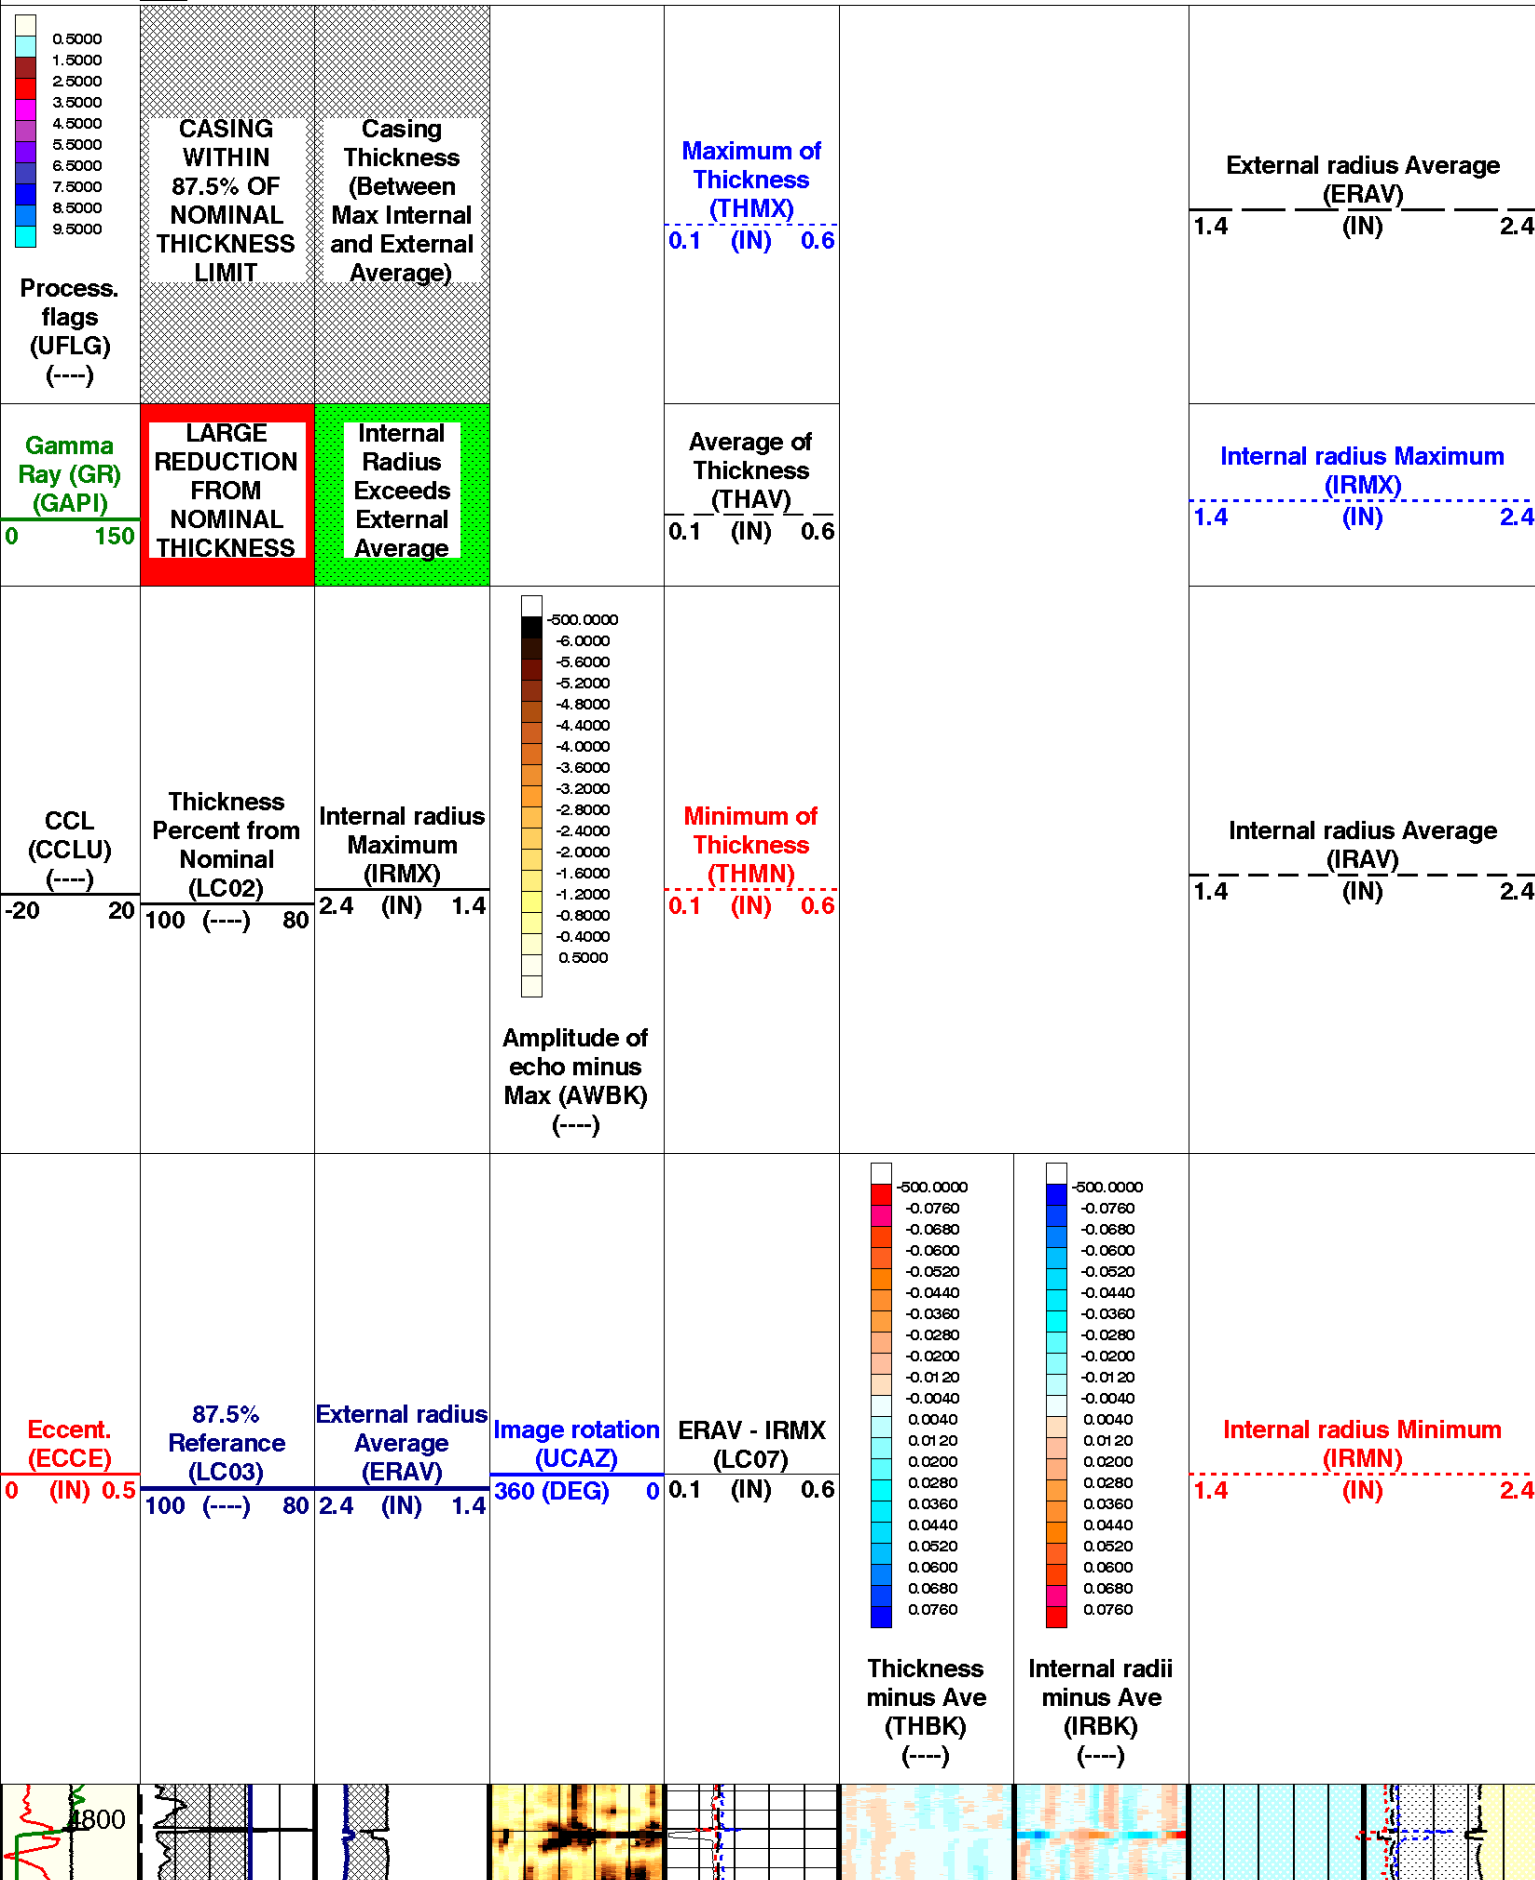 0.5000
1.5000
2.5000
3.5000
4.5000
5.5000
6.5000
7.5000
8.5000
9.5000
Process.
flags
(UFLG)
(----)
CASING
WITHIN
87.5% OF
NOMINAL
THICKNESS
LIMIT
Casing
Thickness
(Between
Max Internal
and External
Average)
Maximum of
Thickness
(THMX)
0.1 (IN) 0.6
External radius Average
(ERAV)
1.4 (IN) 2.4
Gamma
Ray (GR)
(GAPI)
0 150
LARGE
REDUCTION
FROM
NOMINAL
THICKNESS
Internal
Radius
Exceeds
External
Average
Average of
Thickness
(THAV)
0.1 (IN) 0.6
Internal radius Maximum
(IRMX)
1.4 (IN) 2.4
CCL
(CCLU)
(----)
-20 20
Thickness
Percent from
Nominal
(LC02)
100 (----) 80
Internal radius
Maximum
(IRMX)
2.4 (IN) 1.4
-500.0000
-6.0000
-5.6000
-5.2000
-4.8000
-4.4000
-4.0000
-3.6000
-3.2000
-2.8000
-2.4000
-2.0000
-1.6000
-1.2000
-0.8000
-0.4000
0.5000
Amplitude of
echo minus
Max (AWBK)
(----)
Minimum of
Thickness
(THMN)
0.1 (IN) 0.6
Internal radius Average
(IRAV)
1.4 (IN) 2.4
Eccent.
(ECCE)
0 (IN) 0.5
87.5%
Referance
(LC03)
100 (----) 80
External radius
Average
(ERAV)
2.4 (IN) 1.4
Image rotation
(UCAZ)
360 (DEG) 0
ERAV - IRMX
(LC07)
0.1 (IN) 0.6
-500.0000
-0.0760
-0.0680
-0.0600
-0.0520
-0.0440
-0.0360
-0.0280
-0.0200
-0.0120
-0.0040
0.0040
0.0120
0.0200
0.0280
0.0360
0.0440
0.0520
0.0600
0.0680
0.0760
Thickness
minus Ave
(THBK)
(----)
-500.0000
-0.0760
-0.0680
-0.0600
-0.0520
-0.0440
-0.0360
-0.0280
-0.0200
-0.0120
-0.0040
0.0040
0.0120
0.0200
0.0280
0.0360
0.0440
0.0520
0.0600
0.0680
0.0760
Internal radii
minus Ave
(IRBK)
(----)
Internal radius Minimum
(IRMN)
1.4 (IN) 2.4
4800